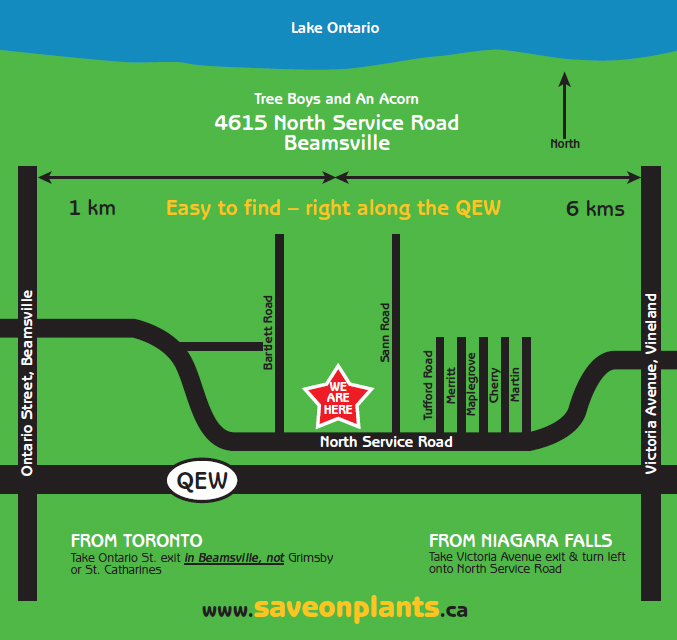 Lake Ontario
Tree Boys and An Acorn
4615 North Service Road
Beamsville
North
1 km
Easy to find – right along the QEW
6 kms
Ontario Street, Beamsville
Bartlett Road
Sann Road
Tufford Road
Merritt
Maplegrove
Cherry
Martin
Victoria Avenue, Vineland
WE
ARE
HERE
North Service Road
QEW
FROM TORONTO
Take Ontario St. exit in Beamsville, not Grimsby
or St. Catharines
FROM NIAGARA FALLS
Take Victoria Avenue exit & turn left
onto North Service Road
www.saveonplants.ca